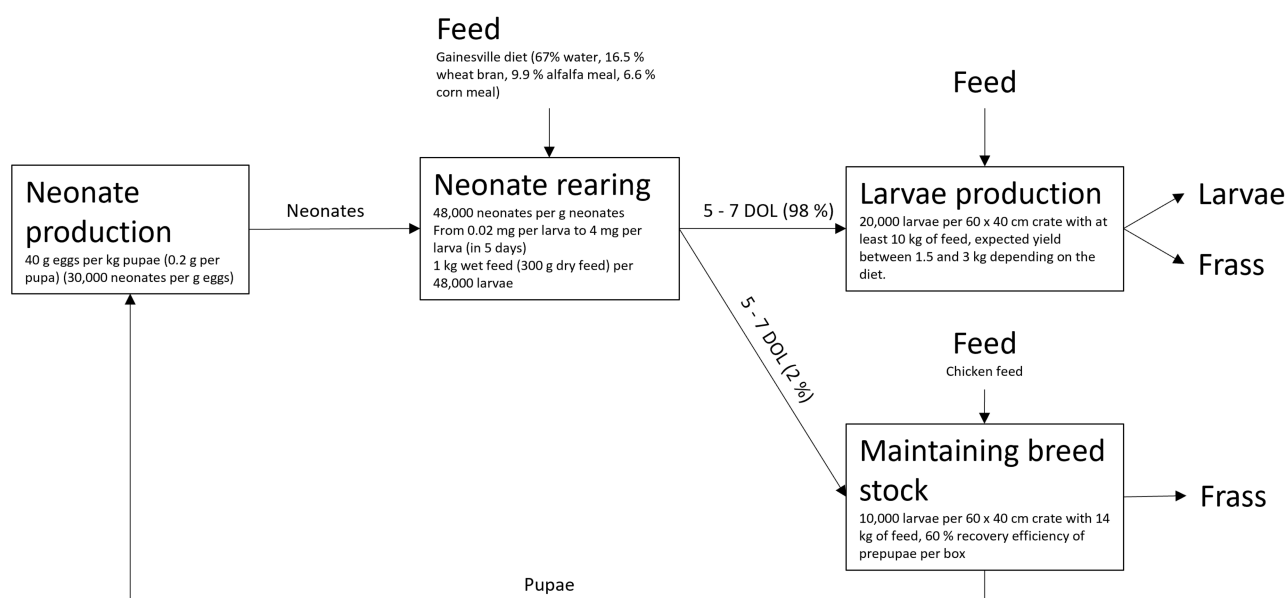 Feed
Gainesville diet (67% water, 16.5 %
wheat bran, 9.9 % alfalfa meal, 6.6 %
corn meal)
Feed
Neonate
production
40 g eggs per kg pupae (0.2 g per
pupa) (30,000 neonates per g eggs)
Neonates
Neonate rearing
48,000 neonates per g neonates
From 0.02 mg per larva to 4 mg per
larva (in 5 days)
1 kg wet feed (300 g dry feed) per
48,000 larvae
5 - 7 DOL (98 %)
Larvae production
20,000 larvae per 60 x 40 cm crate with at
least 10 kg of feed, expected yield
between 1.5 and 3 kg depending on the
diet.
Larvae
Frass
5 - 7 DOL (2 %)
Feed
Chicken feed
Maintaining breed
stock
10,000 larvae per 60 x 40 cm crate with 14
kg of feed, 60 % recovery efficiency of
prepupae per box
Frass
Pupae